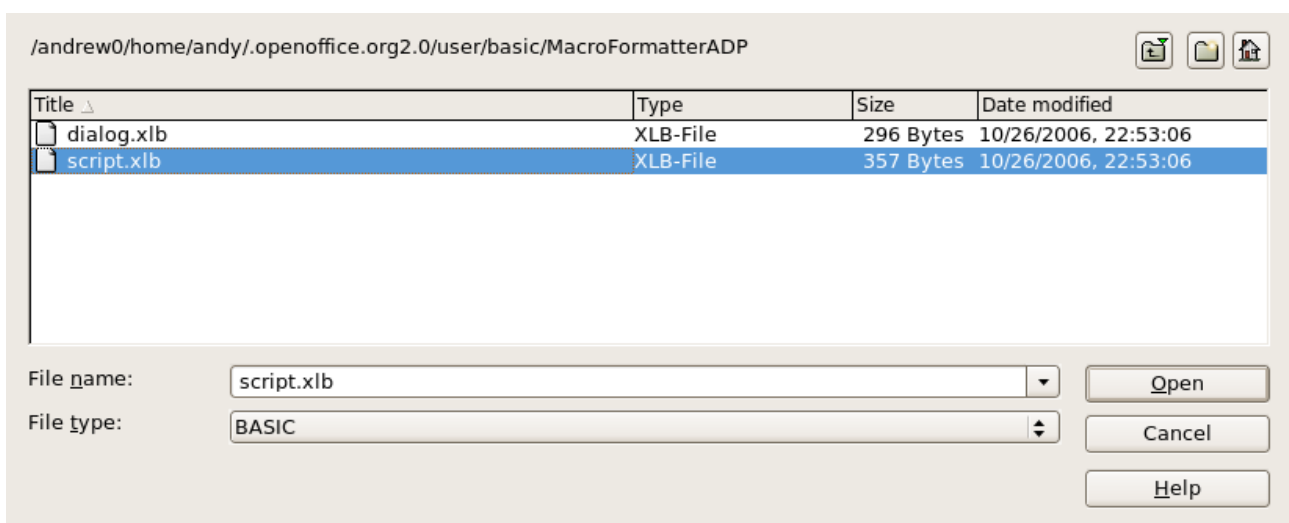 /andrew0/home/andy/.openoffice.org2.0/user/basic/MacroFormatterADP
Title Type Size Date modified
dialog.xlb XLB-File 296 Bytes 10/26/2006, 22:53:06
script.xlb XLB-File 357 Bytes 10/26/2006, 22:53:06
File name: script.xlb Open
File type: BASIC Cancel
Help